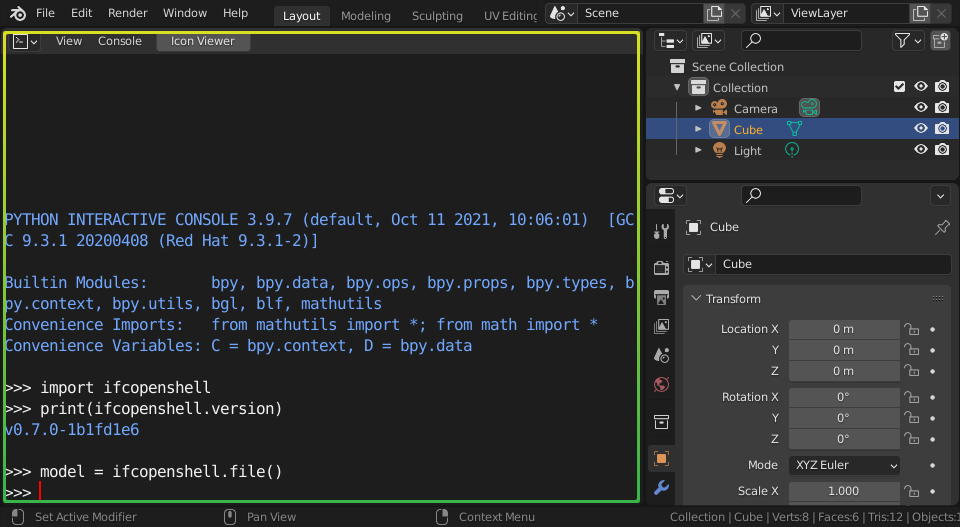 File Edit Render Window Help Layout Modeling Sculpting UV Editing Scene ViewLayer
View Console Icon Viewer
PYTHON INTERACTIVE CONSOLE 3.9.7 (default, Oct 11 2021, 10:06:01)  [GC
C 9.3.1 20200408 (Red Hat 9.3.1-2)]
Builtin Modules:       bpy, bpy.data, bpy.ops, bpy.props, bpy.types, b
py.context, bpy.utils, bgl, blf, mathutils
Convenience Imports:   from mathutils import *; from math import *
Convenience Variables: C = bpy.context, D = bpy.data
>>> import ifcopenshell
>>> print(ifcopenshell.version)
v0.7.0-1b1fd1e6
>>> model = ifcopenshell.file()
>>>
Scene Collection
Collection
Camera
Cube
Light
Cube
Cube
Transform
Location X 0 m
Y 0 m
Z 0 m
Rotation X 0°
Y 0°
Z 0°
Mode XYZ Euler
Scale X 1.000
Set Active Modifier Pan View Context Menu Collection | Cube | Verts:8 | Faces:6 | Tris:12 | Objects: